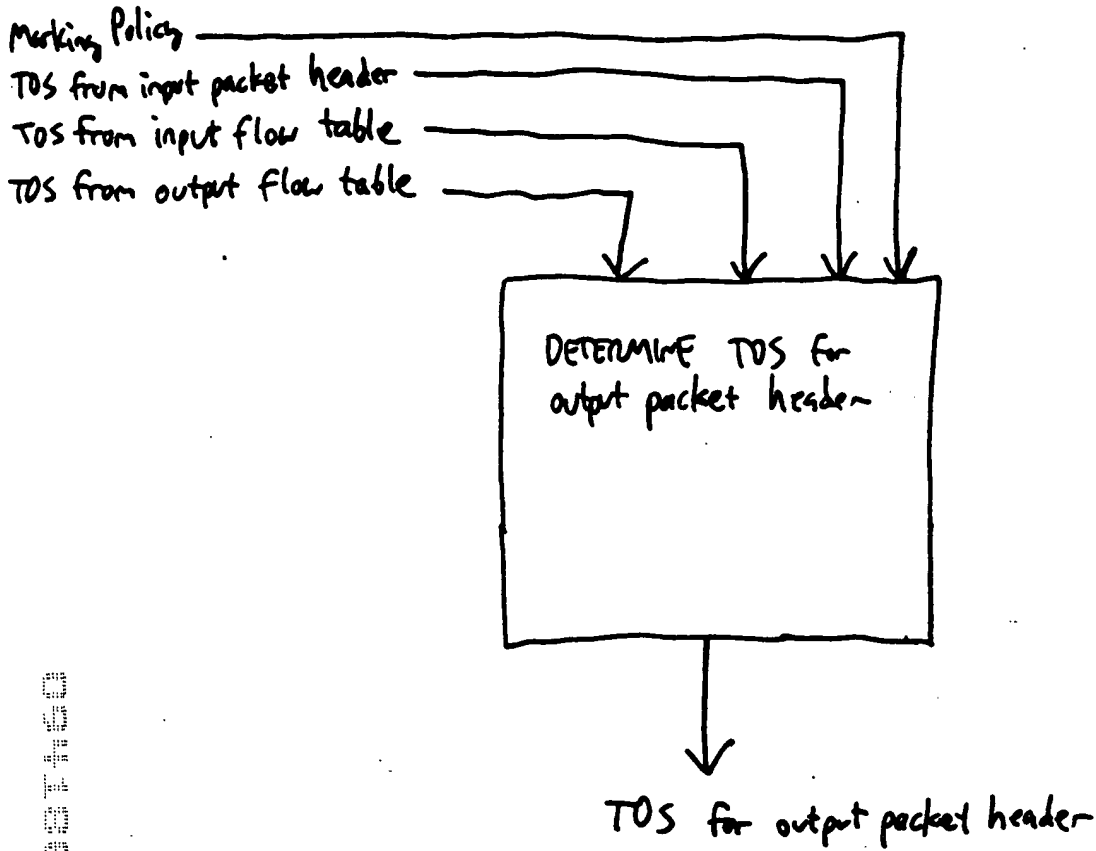 Marking Policy
TOS from input packet header
TOS from input flow table
TOS from output flow table
DETERMINE TOS for
output packet header
TOS for output packet header